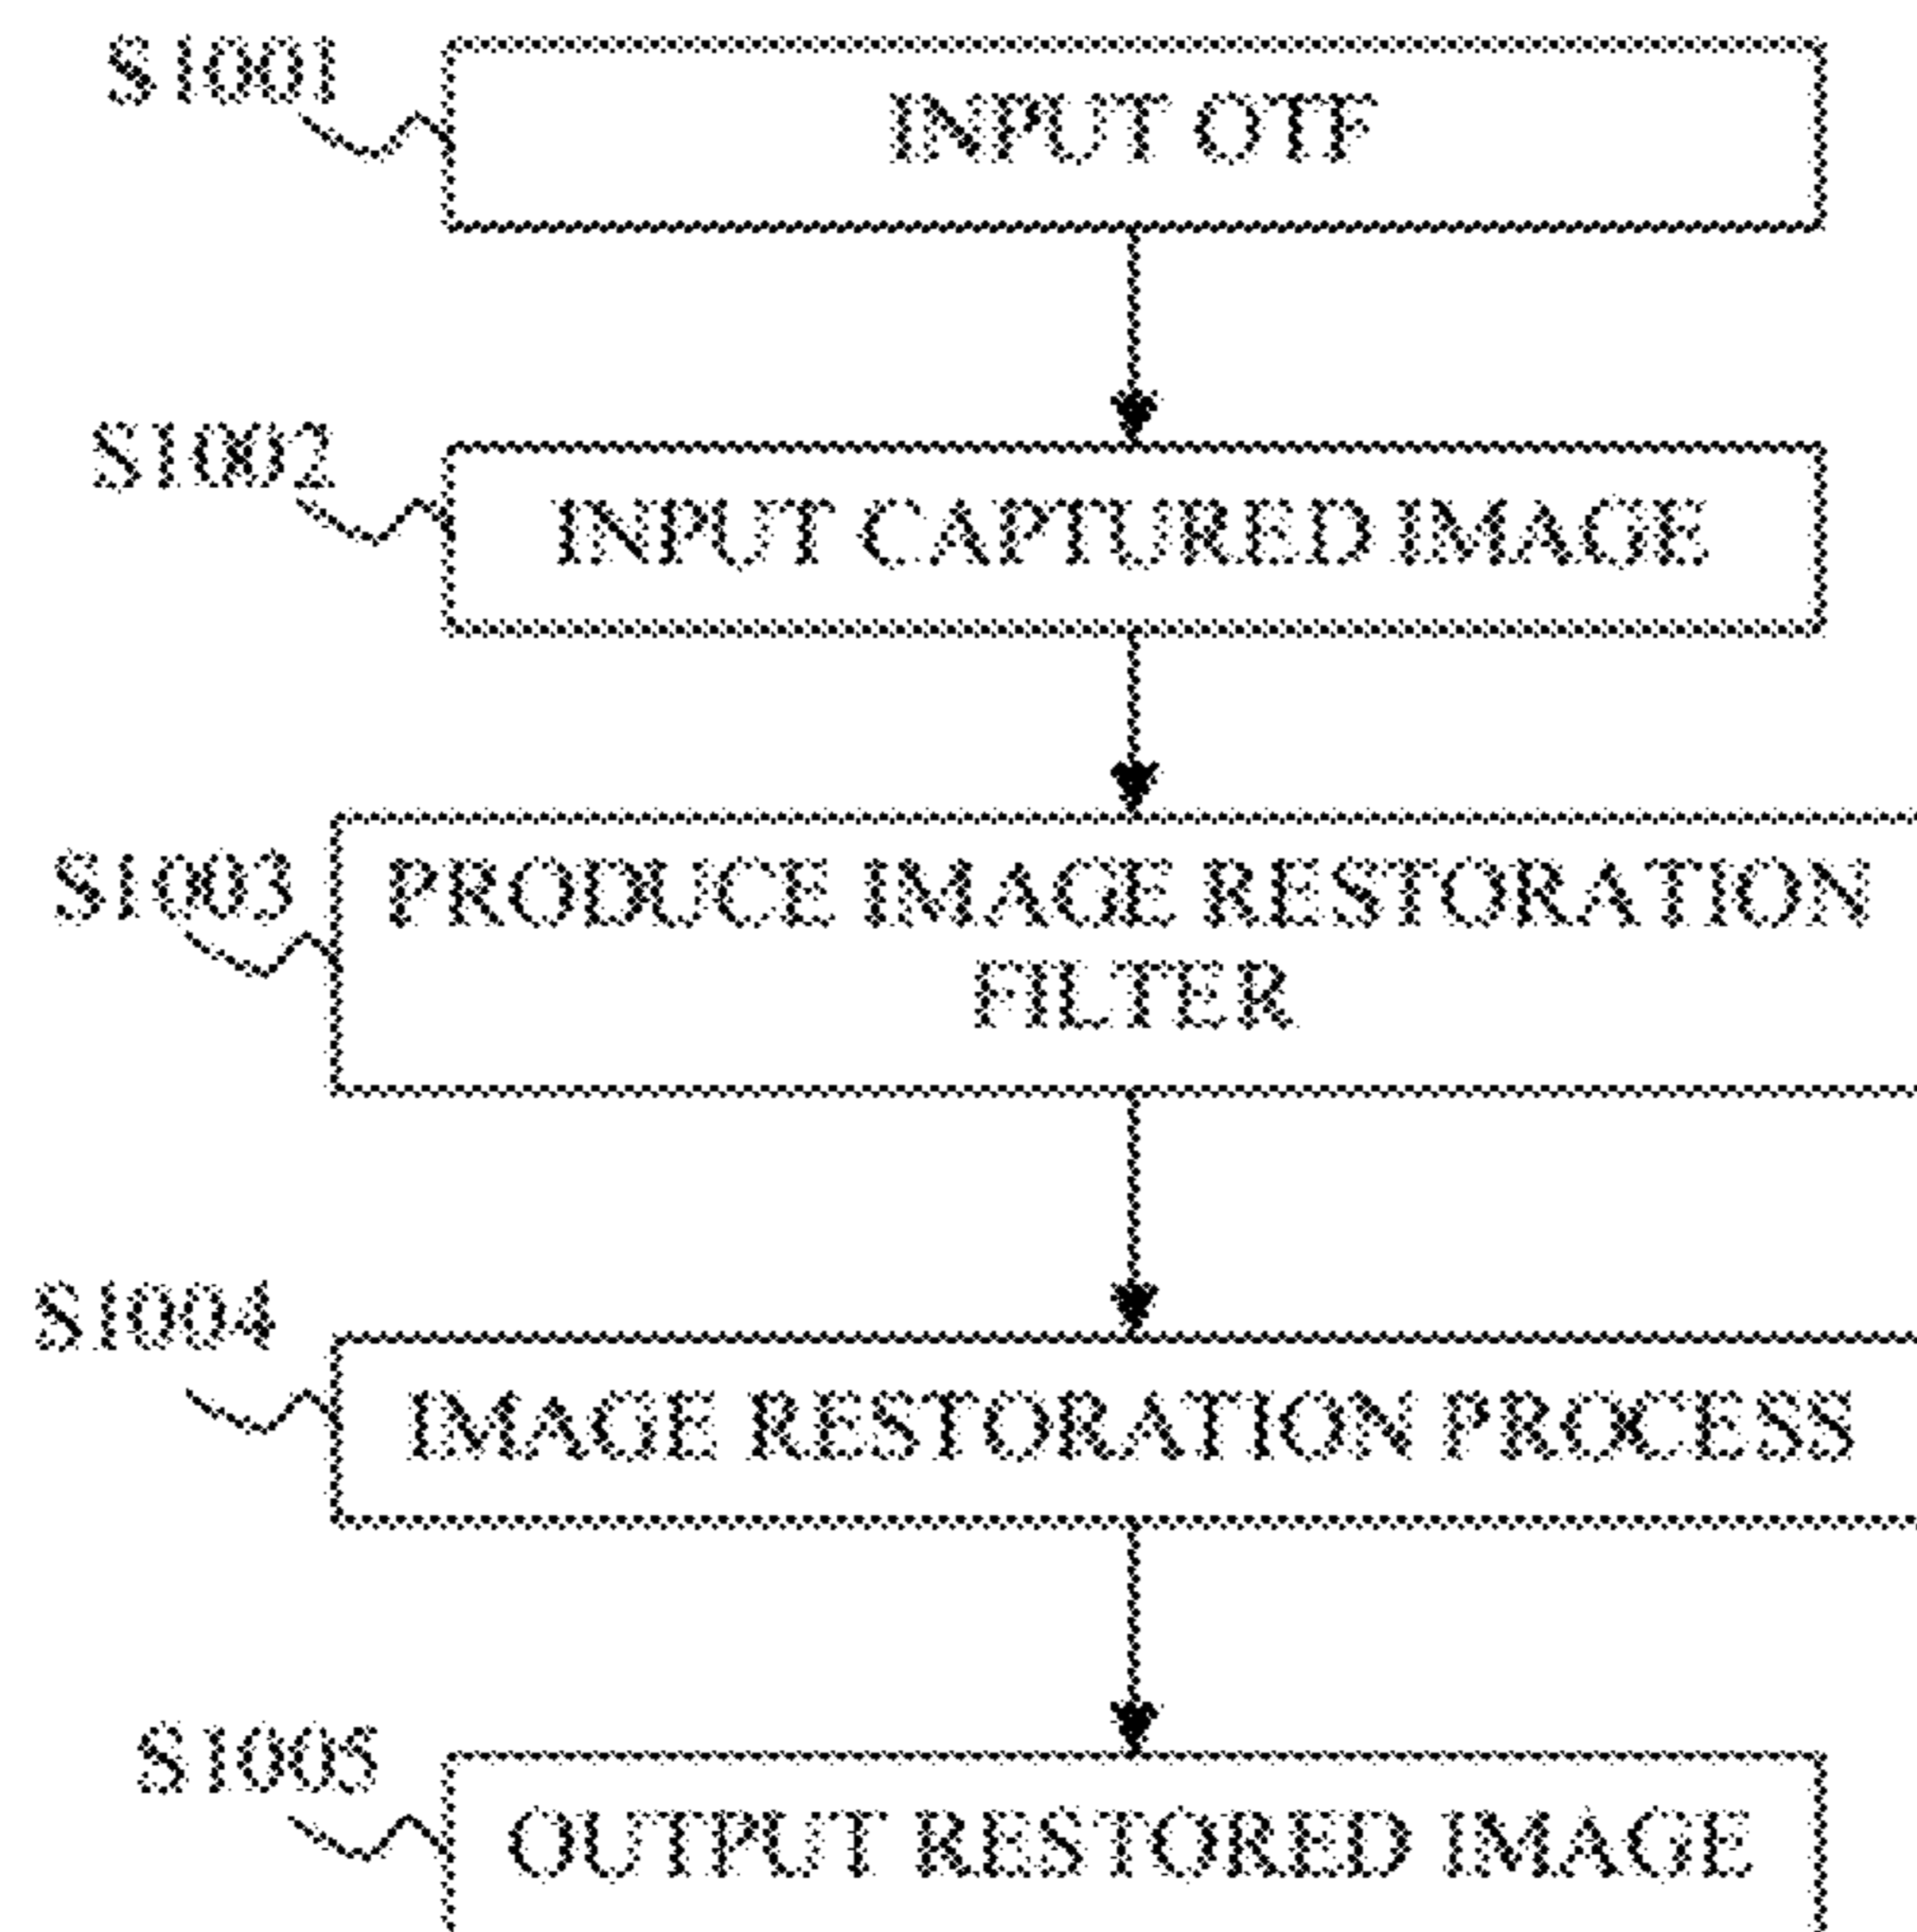 S1001
INPUT OTF
S1002
INPUT CAPTURED IMAGE
S1003
PRODUCE IMAGE RESTORATION
FILTER
S1004
IMAGE RESTORATION PROCESS
S1005
OUTPUT RESTORED IMAGE